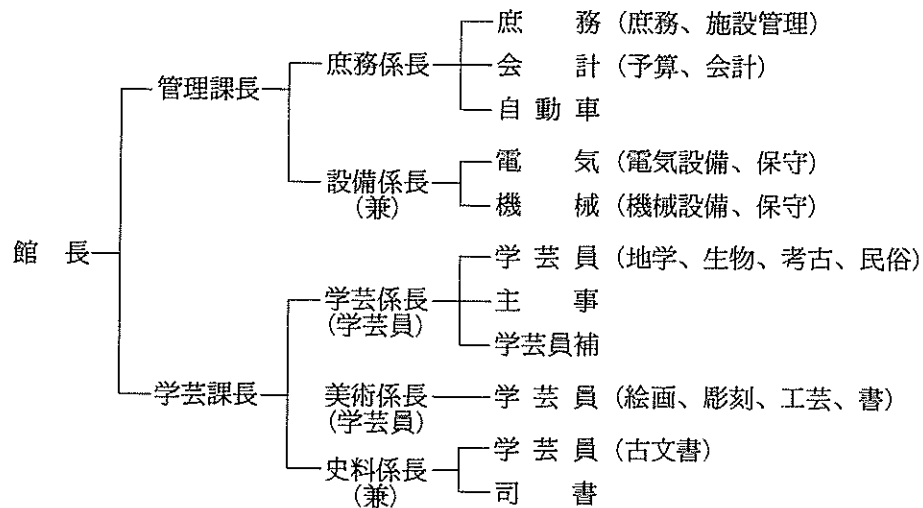 館長
管理課長
庶務係長
庶務（庶務、施設管理）
会計（予算、会計）
自動車
設備係長
（兼）
電気（電気設備、保守）
機械（機械設備、保守）
学芸課長
学芸係長
（学芸員）
学芸員（地学、生物、考古、民俗）
主事
学芸員補
美術係長
（学芸員）
学芸員（絵画、彫刻、工芸、書）
史料係長
（兼）
学芸員（古文書）
司書